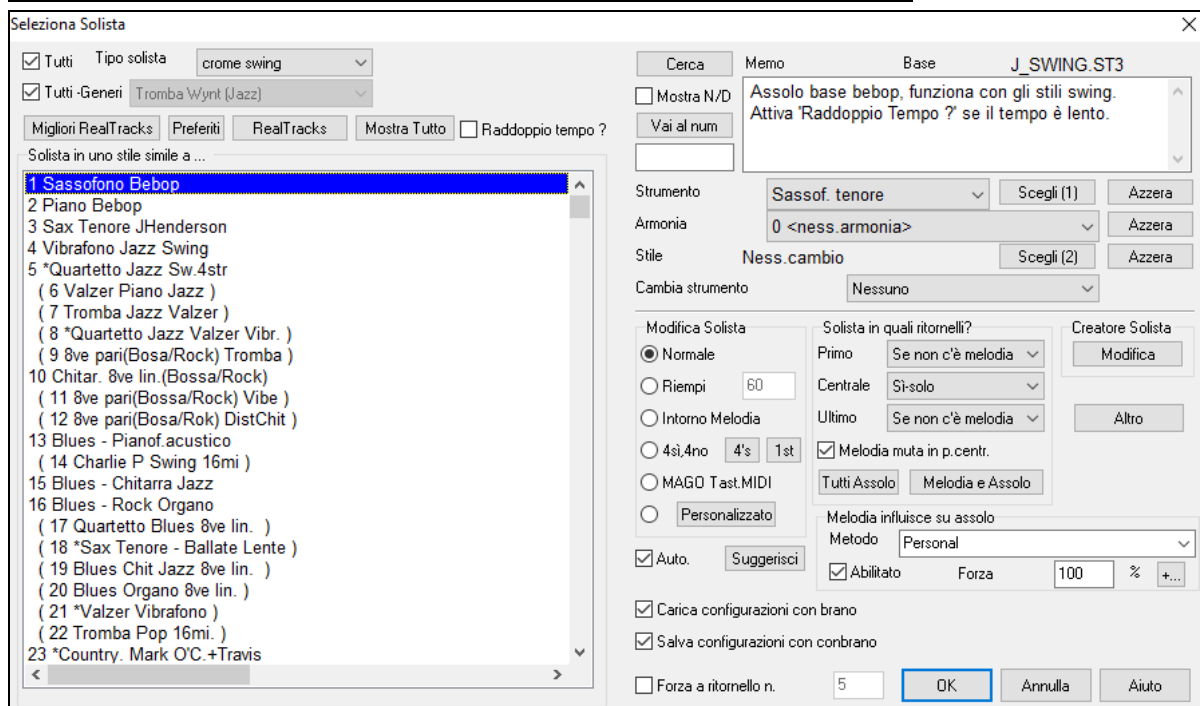 Seleziona Solista
Tutti Tipo solista crome swing
Tutti -Generi Tromba Wynt (Jazz)
Migliori RealTracks Preferiti RealTracks Mostra Tutto Raddoppio tempo ?
Solista in uno stile simile a ...
1 Sassofono Bebop
2 Piano Bebop
3 Sax Tenore JHenderson
4 Vibrafono Jazz Swing
5 *Quartetto Jazz Sw.4str
( 6 Valzer Piano Jazz )
( 7 Tromba Jazz Valzer )
( 8 *Quartetto Jazz Valzer Vibr. )
( 9 8ve pari(Bosa/Rock) Tromba )
10 Chitar. 8ve lin.(Bossa/Rock)
( 11 8ve pari(Bossa/Rock) Vibe )
( 12 8ve pari(Bosa/Rok) DistChit )
13 Blues - Pianof.acustico
( 14 Charlie P Swing 16mi )
15 Blues - Chitarra Jazz
16 Blues - Rock Organo
( 17 Quartetto Blues 8ve lin. )
( 18 *Sax Tenore - Ballate Lente )
( 19 Blues Chit Jazz 8ve lin. )
( 20 Blues Organo 8ve lin. )
( 21 *Valzer Vibrafono )
( 22 Tromba Pop 16mi. )
23 *Country. Mark O'C.+Travis
Cerca Memo Base J_SWING.ST3
Mostra N/D
Vai al num
Assolo base bebop, funziona con gli stili swing.
Attiva 'Raddoppio Tempo ?' se il tempo è lento.
Strumento Sassof. tenore Scegli (1) Azzera
Armonia 0 <ness.armonia> Azzera
Stile Ness.cambio Scegli (2) Azzera
Cambia strumento Nessuno
Modifica Solista
Normale
Riempi 60
Intorno Melodia
4sì,4no 4's 1st
MAGO Tast.MIDI
Personalizzato
Auto. Suggerisci
Solista in quali ritornelli?
Primo Se non c'è melodia
Centrale Sì-solo
Ultimo Se non c'è melodia
Melodia muta in p.centr.
Tutti Assolo Melodia e Assolo
Creatore Solista
Modifica
Altro
Melodia influisce su assolo
Metodo Personal
Abilitato Forza 100 % +...
Carica configurazioni con brano
Salva configurazioni con conbrano
Forza a ritornello n. 5 OK Annulla Aiuto